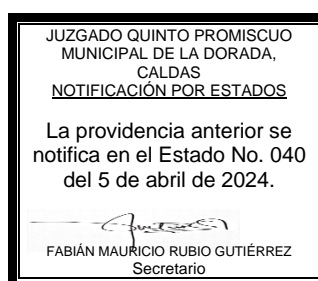 JUZGADO QUINTO PROMISCUO
MUNICIPAL DE LA DORADA,
CALDAS
NOTIFICACIÓN POR ESTADOS
La providencia anterior se
notifica en el Estado No. 040
del 5 de abril de 2024.
FABIÁN MAURICIO RUBIO GUTIÉRREZ
Secretario